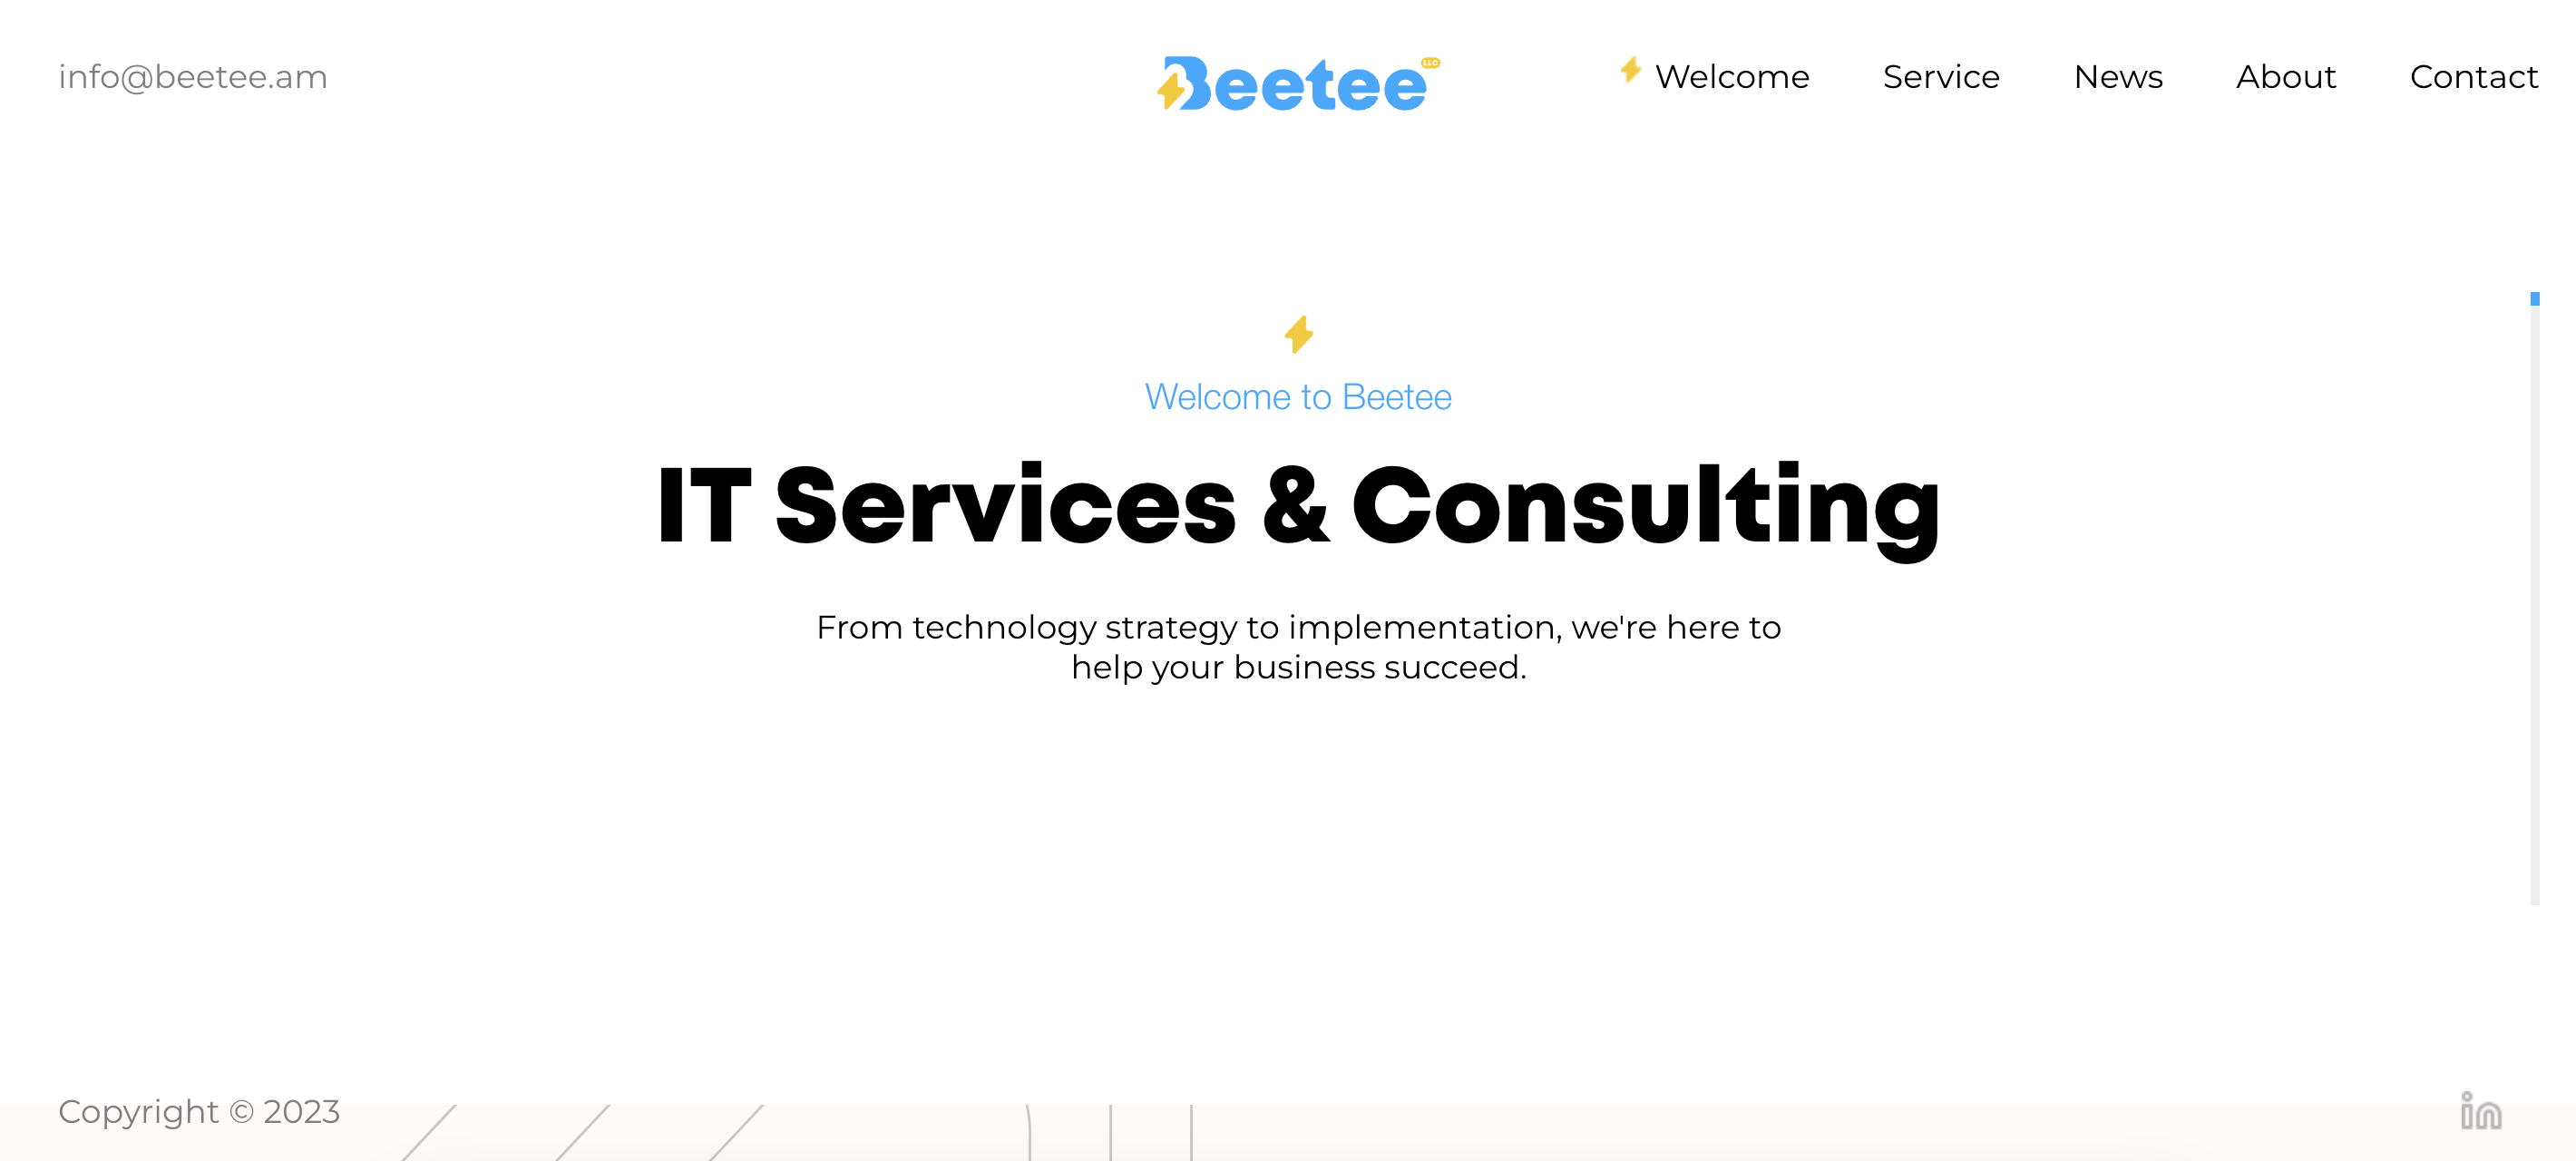 info@beetee.am
Beetee LLC
Welcome
Service
News
About
Contact
Welcome to Beetee
IT Services & Consulting
From technology strategy to implementation, we're here to
help your business succeed.
Copyright © 2023
in